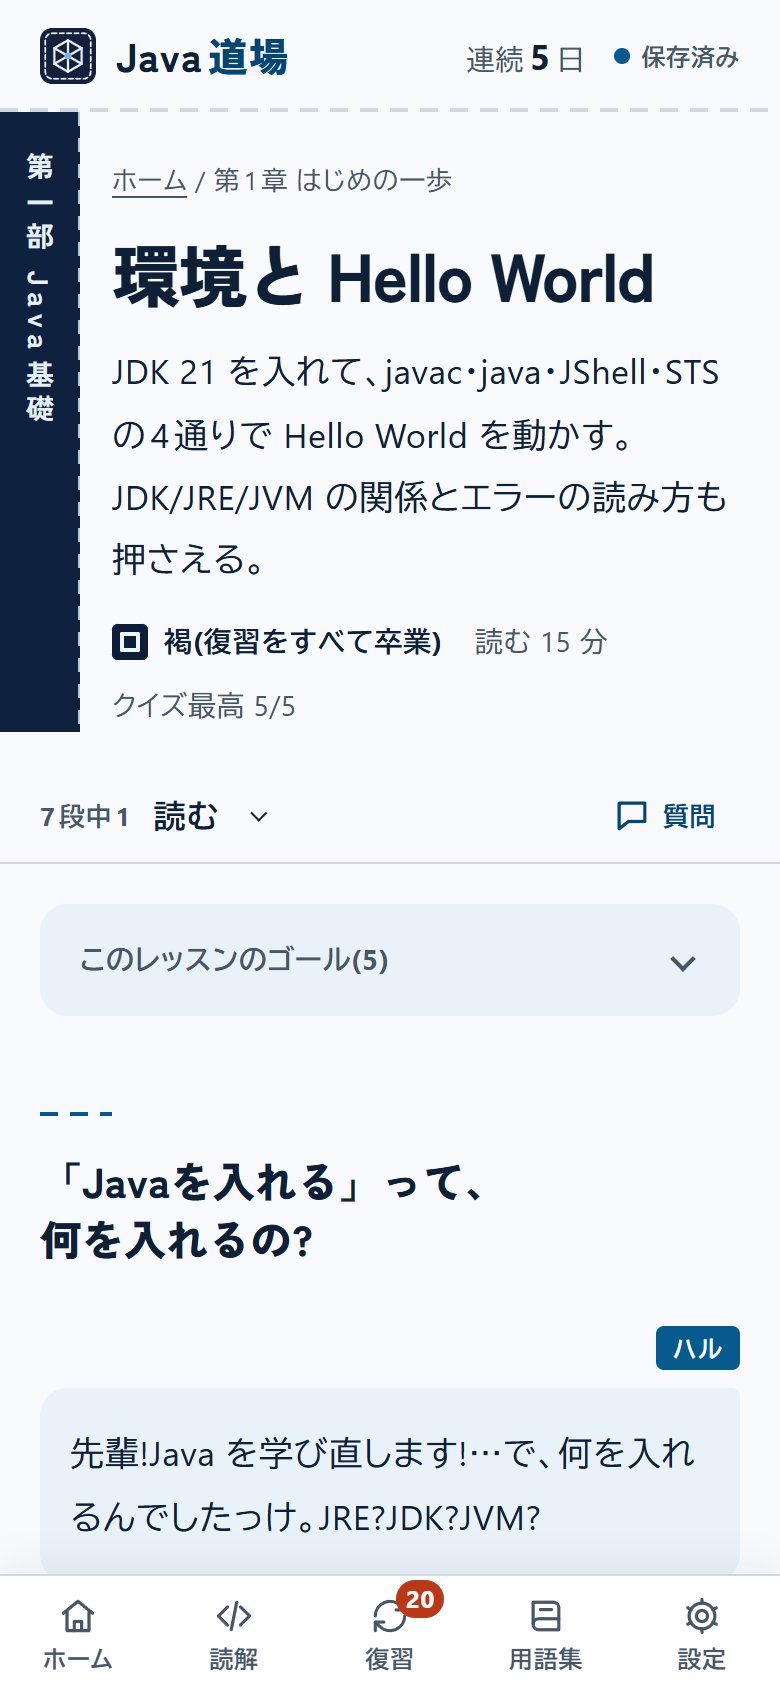 Java道場
連続 5 日
保存済み
第一部 Java基礎
ホーム / 第1章 はじめの一歩
環境と Hello World
JDK 21 を入れて、javac・java・JShell・STS
の4通りで Hello World を動かす。
JDK/JRE/JVM の関係とエラーの読み方も
押さえる。
褐(復習をすべて卒業) 読む 15 分
クイズ最高 5/5
7段中1 読む
質問
このレッスンのゴール(5)
「Javaを入れる」って、
何を入れるの?
ハル
先輩!Java を学び直します!…で、何を入れ
るんでしたっけ。JRE?JDK?JVM?
20
ホーム
読解
復習
用語集
設定